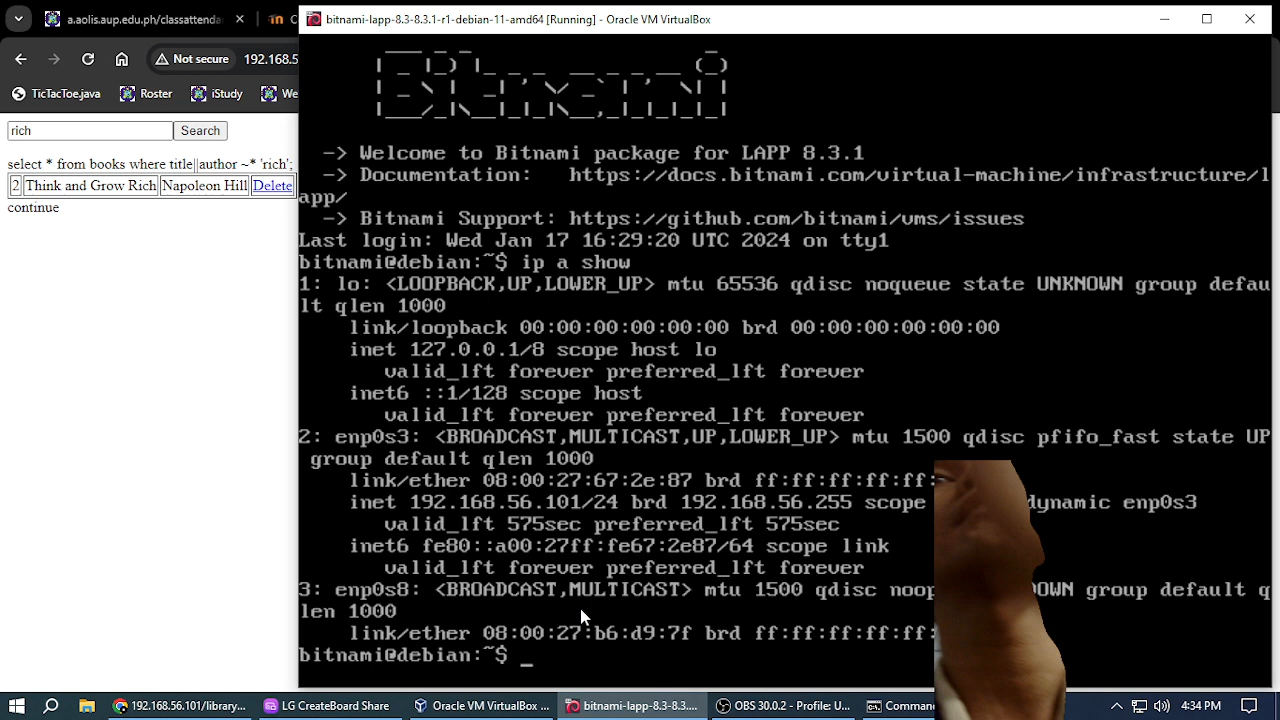 a.old.isausattendan
Co
bitnami-lapp-8.3-8.3.1-r1-debian-11-amd64 [Running] - Oracle VM VirtualBox
Not secure
Timcejava
Roster
Study
We
rich
Search
select * from books where title||author ~* 'rich';
2 Think and Grow Rich Napoleon Hill Delete
continue
Bitnami
-> Welcome to Bitnami package for LAPP 8.3.1
-> Documentation: https://docs.bitnami.com/virtual-machine/infrastructure/l
app/
-> Bitnami Support: https://github.com/bitnami/vms/issues
Last login: Wed Jan 17 16:29:20 UTC 2024 on tty1
bitnami@debian:~$ ip a show
1: lo: <LOOPBACK,UP,LOWER_UP> mtu 65536 qdisc noqueue state UNKNOWN group defau
lt qlen 1000
link/loopback 00:00:00:00:00:00 brd 00:00:00:00:00:00
inet 127.0.0.1/8 scope host lo
valid_lft forever preferred_lft forever
inet6 ::1/128 scope host
valid_lft forever preferred_lft forever
2: enp0s3: <BROADCAST,MULTICAST,UP,LOWER_UP> mtu 1500 qdisc pfifo_fast state UP
group default qlen 1000
link/ether 08:00:27:67:2e:87 brd ff:ff:ff:ff:ff:
inet 192.168.56.101/24 brd 192.168.56.255 scope dynamic enp0s3
valid_lft 575sec preferred_lft 575sec
inet6 fe80::a00:27ff:fe67:2e87/64 scope link
valid_lft forever preferred_lft forever
3: enp0s8: <BROADCAST,MULTICAST> mtu 1500 qdisc noop DOWN group default q
len 1000
link/ether 08:00:27:b6:d9:7f brd ff:ff:ff:ff:ff:
bitnami@debian:~$ _
192.168.56.101/library...
LG CreateBoard Share
Oracle VM VirtualBox ...
bitnami-lapp-8.3-8.3....
OBS 30.0.2 - Profile: U...
Command
4:34 PM